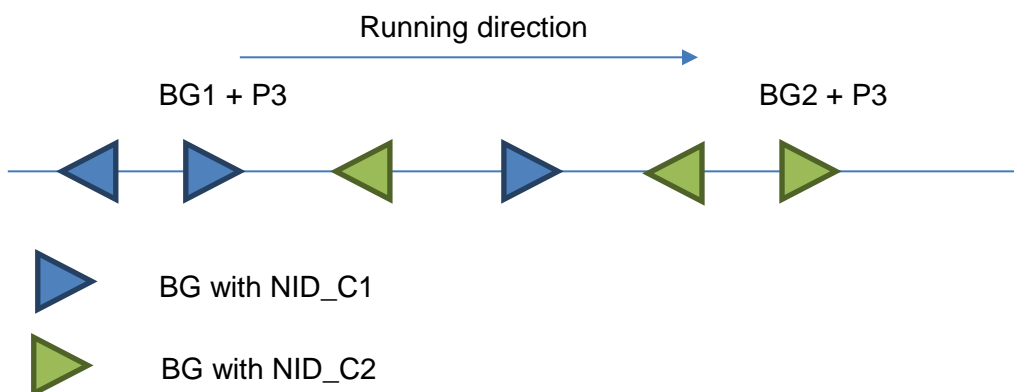 Running direction
BG1 + P3
BG2 + P3
BG with NID_C1
BG with NID_C2